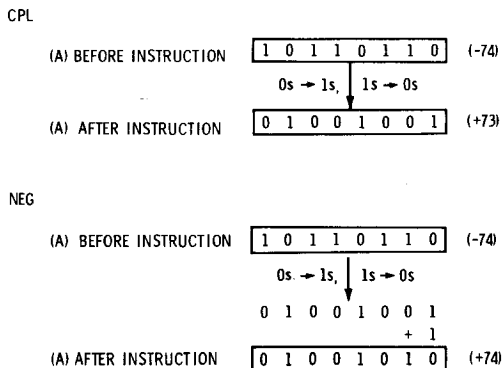 CPL
(A) BEFORE INSTRUCTION 1 0 1 1 0 1 1 0 (-74)
0s → 1s, 1s → 0s
(A) AFTER INSTRUCTION 0 1 0 0 1 0 0 1 (+73)
NEG
(A) BEFORE INSTRUCTION 1 0 1 1 0 1 1 0 (-74)
0s → 1s, 1s → 0s
0 1 0 0 1 0 0 1
+ 1
(A) AFTER INSTRUCTION 0 1 0 0 1 0 1 0 (+74)